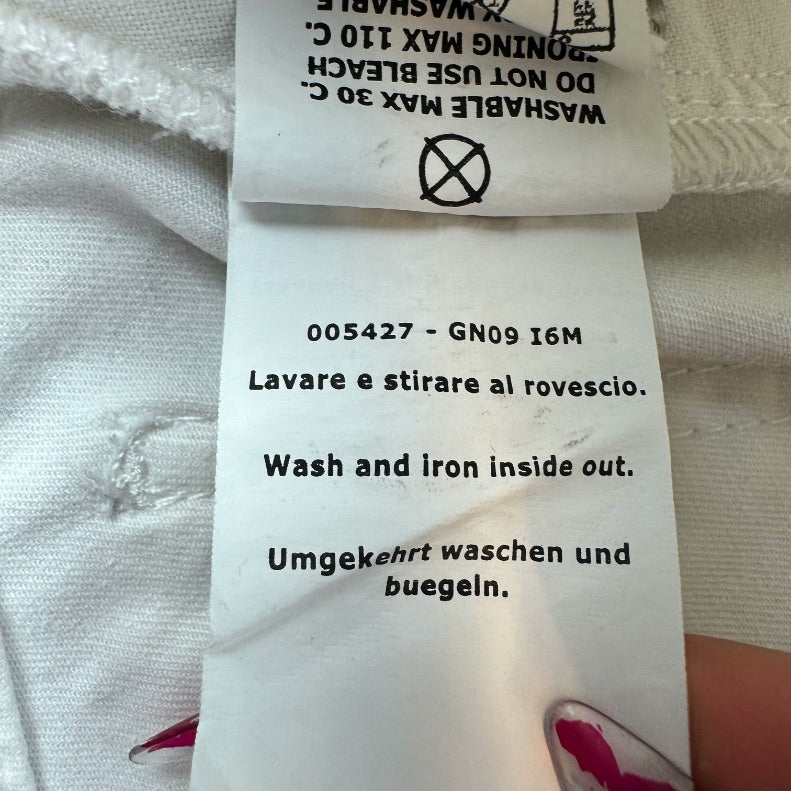 WASHABLE MAX 30 C.
DO NOT USE BLEACH
IRONING MAX 110 C.
WASHABLE
005427 - GN09 I6M
Lavare e stirare al rovescio.
Wash and iron inside out.
Umgekehrt waschen und
buegeln.